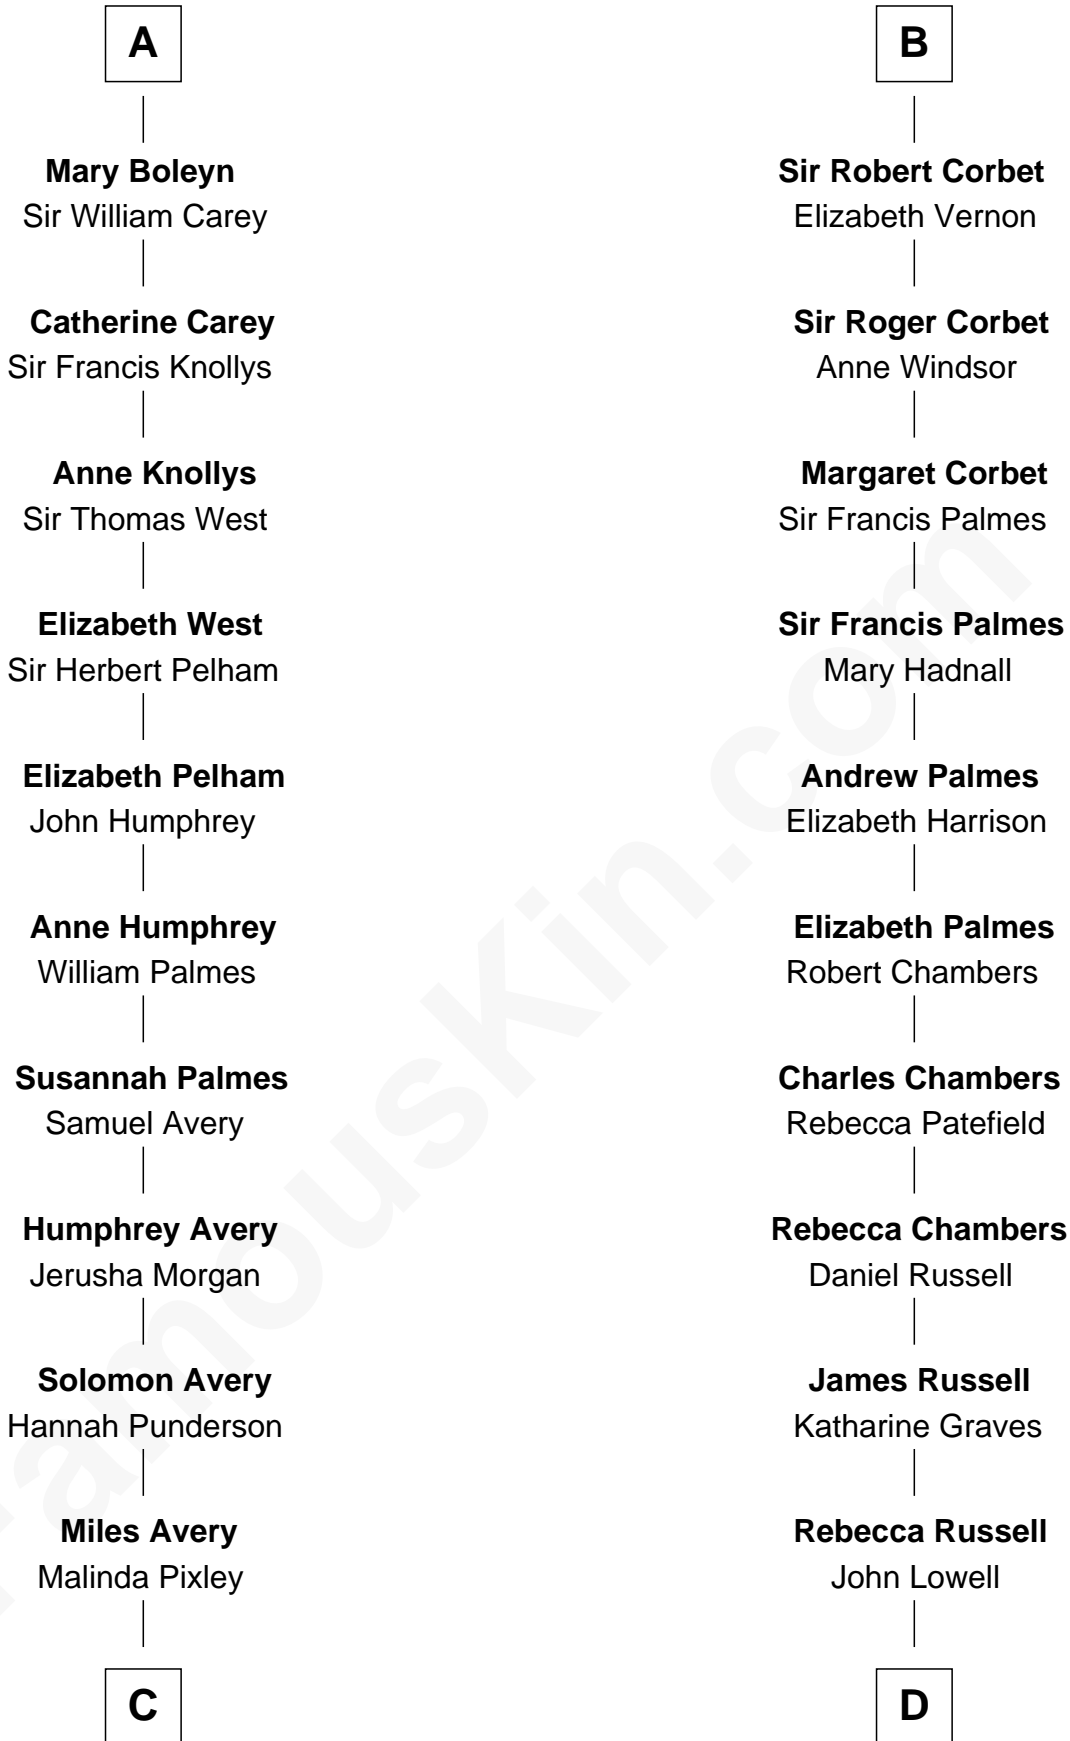 A
Mary Boleyn
Sir William Carey
Catherine Carey
Sir Francis Knollys
Anne Knollys
Sir Thomas West
Elizabeth West
Sir Herbert Pelham
Elizabeth Pelham
John Humphrey
Anne Humphrey
William Palmes
Susannah Palmes
Samuel Avery
Humphrey Avery
Jerusha Morgan
Solomon Avery
Hannah Punderson
Miles Avery
Malinda Pixley
C
B
Sir Robert Corbet
Elizabeth Vernon
Sir Roger Corbet
Anne Windsor
Margaret Corbet
Sir Francis Palmes
Sir Francis Palmes
Mary Hadnall
Andrew Palmes
Elizabeth Harrison
Elizabeth Palmes
Robert Chambers
Charles Chambers
Rebecca Patefield
Rebecca Chambers
Daniel Russell
James Russell
Katharine Graves
Rebecca Russell
John Lowell
D
FamousKin.com